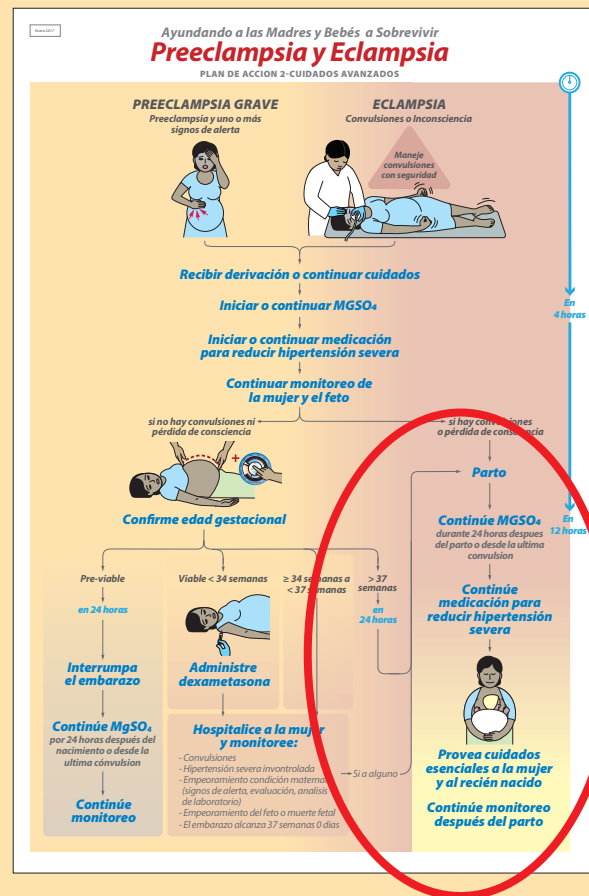 Enero 2017
Ayundando a las Madres y Bebés a Sobrevivir
Preeclampsia y Eclampsia
PLAN DE ACCION 2-CUIDADOS AVANZADOS
PREECLAMPSIA GRAVE
Preeclampsia y uno o más
signos de alerta
ECLAMPSIA
Convulsiones o Inconsciencia
Maneje
convulsiones
con seguridad
Recibir derivación o continuar cuidados
Iniciar o continuar MGSO₄
Iniciar o continuar medicación
para reducir hipertensión severa
Continuar monitoreo de
la mujer y el feto
En
4 horas
si no hay convulsiones ni
pérdida de consciencia
si hay convulsiones
o pérdida de consciencia
+
Confirme edad gestacional
Pre-viable
en 24 horas
Interrumpa
el embarazo
Continúe MgSO₄
por 24 horas después del
nacimiento o desde la
ultima cónvulsion
Continúe
monitoreo
Viable < 34 semanas
Administre
dexametasona
≥ 34 semanas a
< 37 semanas
> 37
semanas
en
24 horas
Hospitalice a la mujer
y monitoree:
- Convulsiones
- Hipertensión severa invontrolada
- Empeoramiento condición materna
(signos de alerta, evaluación, analisis
de laboratorio)
- Empeoramiento del feto o muerte fetal
- El embarazo alcanza 37 semanas 0 dias
Si a alguno
Parto
Continúe MGSO₄
durante 24 horas despues
del parto o desde la ultima
convulsion
En
12 horas
Continúe
medicación para
reducir hipertensión
severa
Provea cuidados
esenciales a la mujer
y al recién nacido
Continúe monitoreo
después del parto